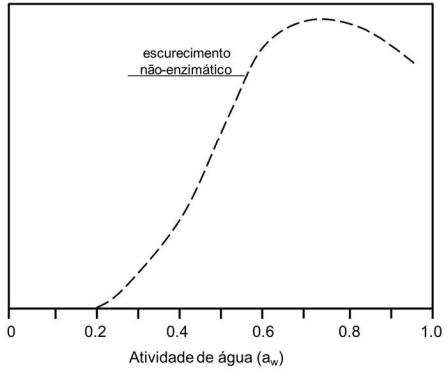 escurecimento
não-enzimático
0 0.2 0.4 0.6 0.8 1.0
Atividade de água (aw)